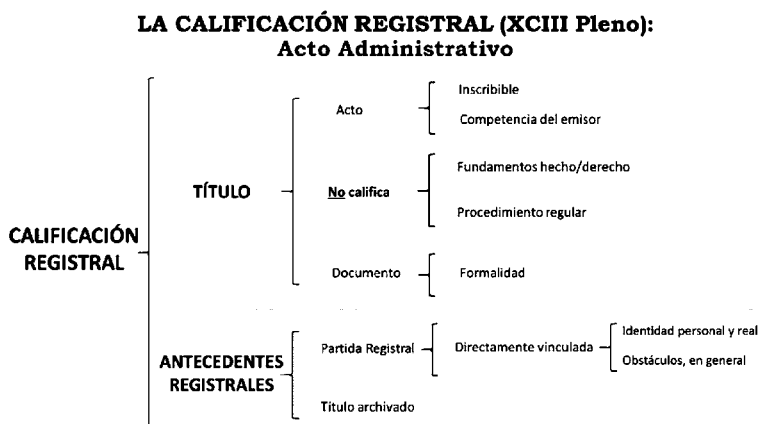 LA CALIFICACIÓN REGISTRAL (XCIII Pleno):
Acto Administrativo
CALIFICACIÓN
REGISTRAL
TÍTULO
Acto
Inscribible
Competencia del emisor
No califica
Fundamentos hecho/derecho
Procedimiento regular
Documento
Formalidad
ANTECEDENTES
REGISTRALES
Partida Registral
Directamente vinculada
Identidad personal y real
Obstáculos, en general
Título archivado